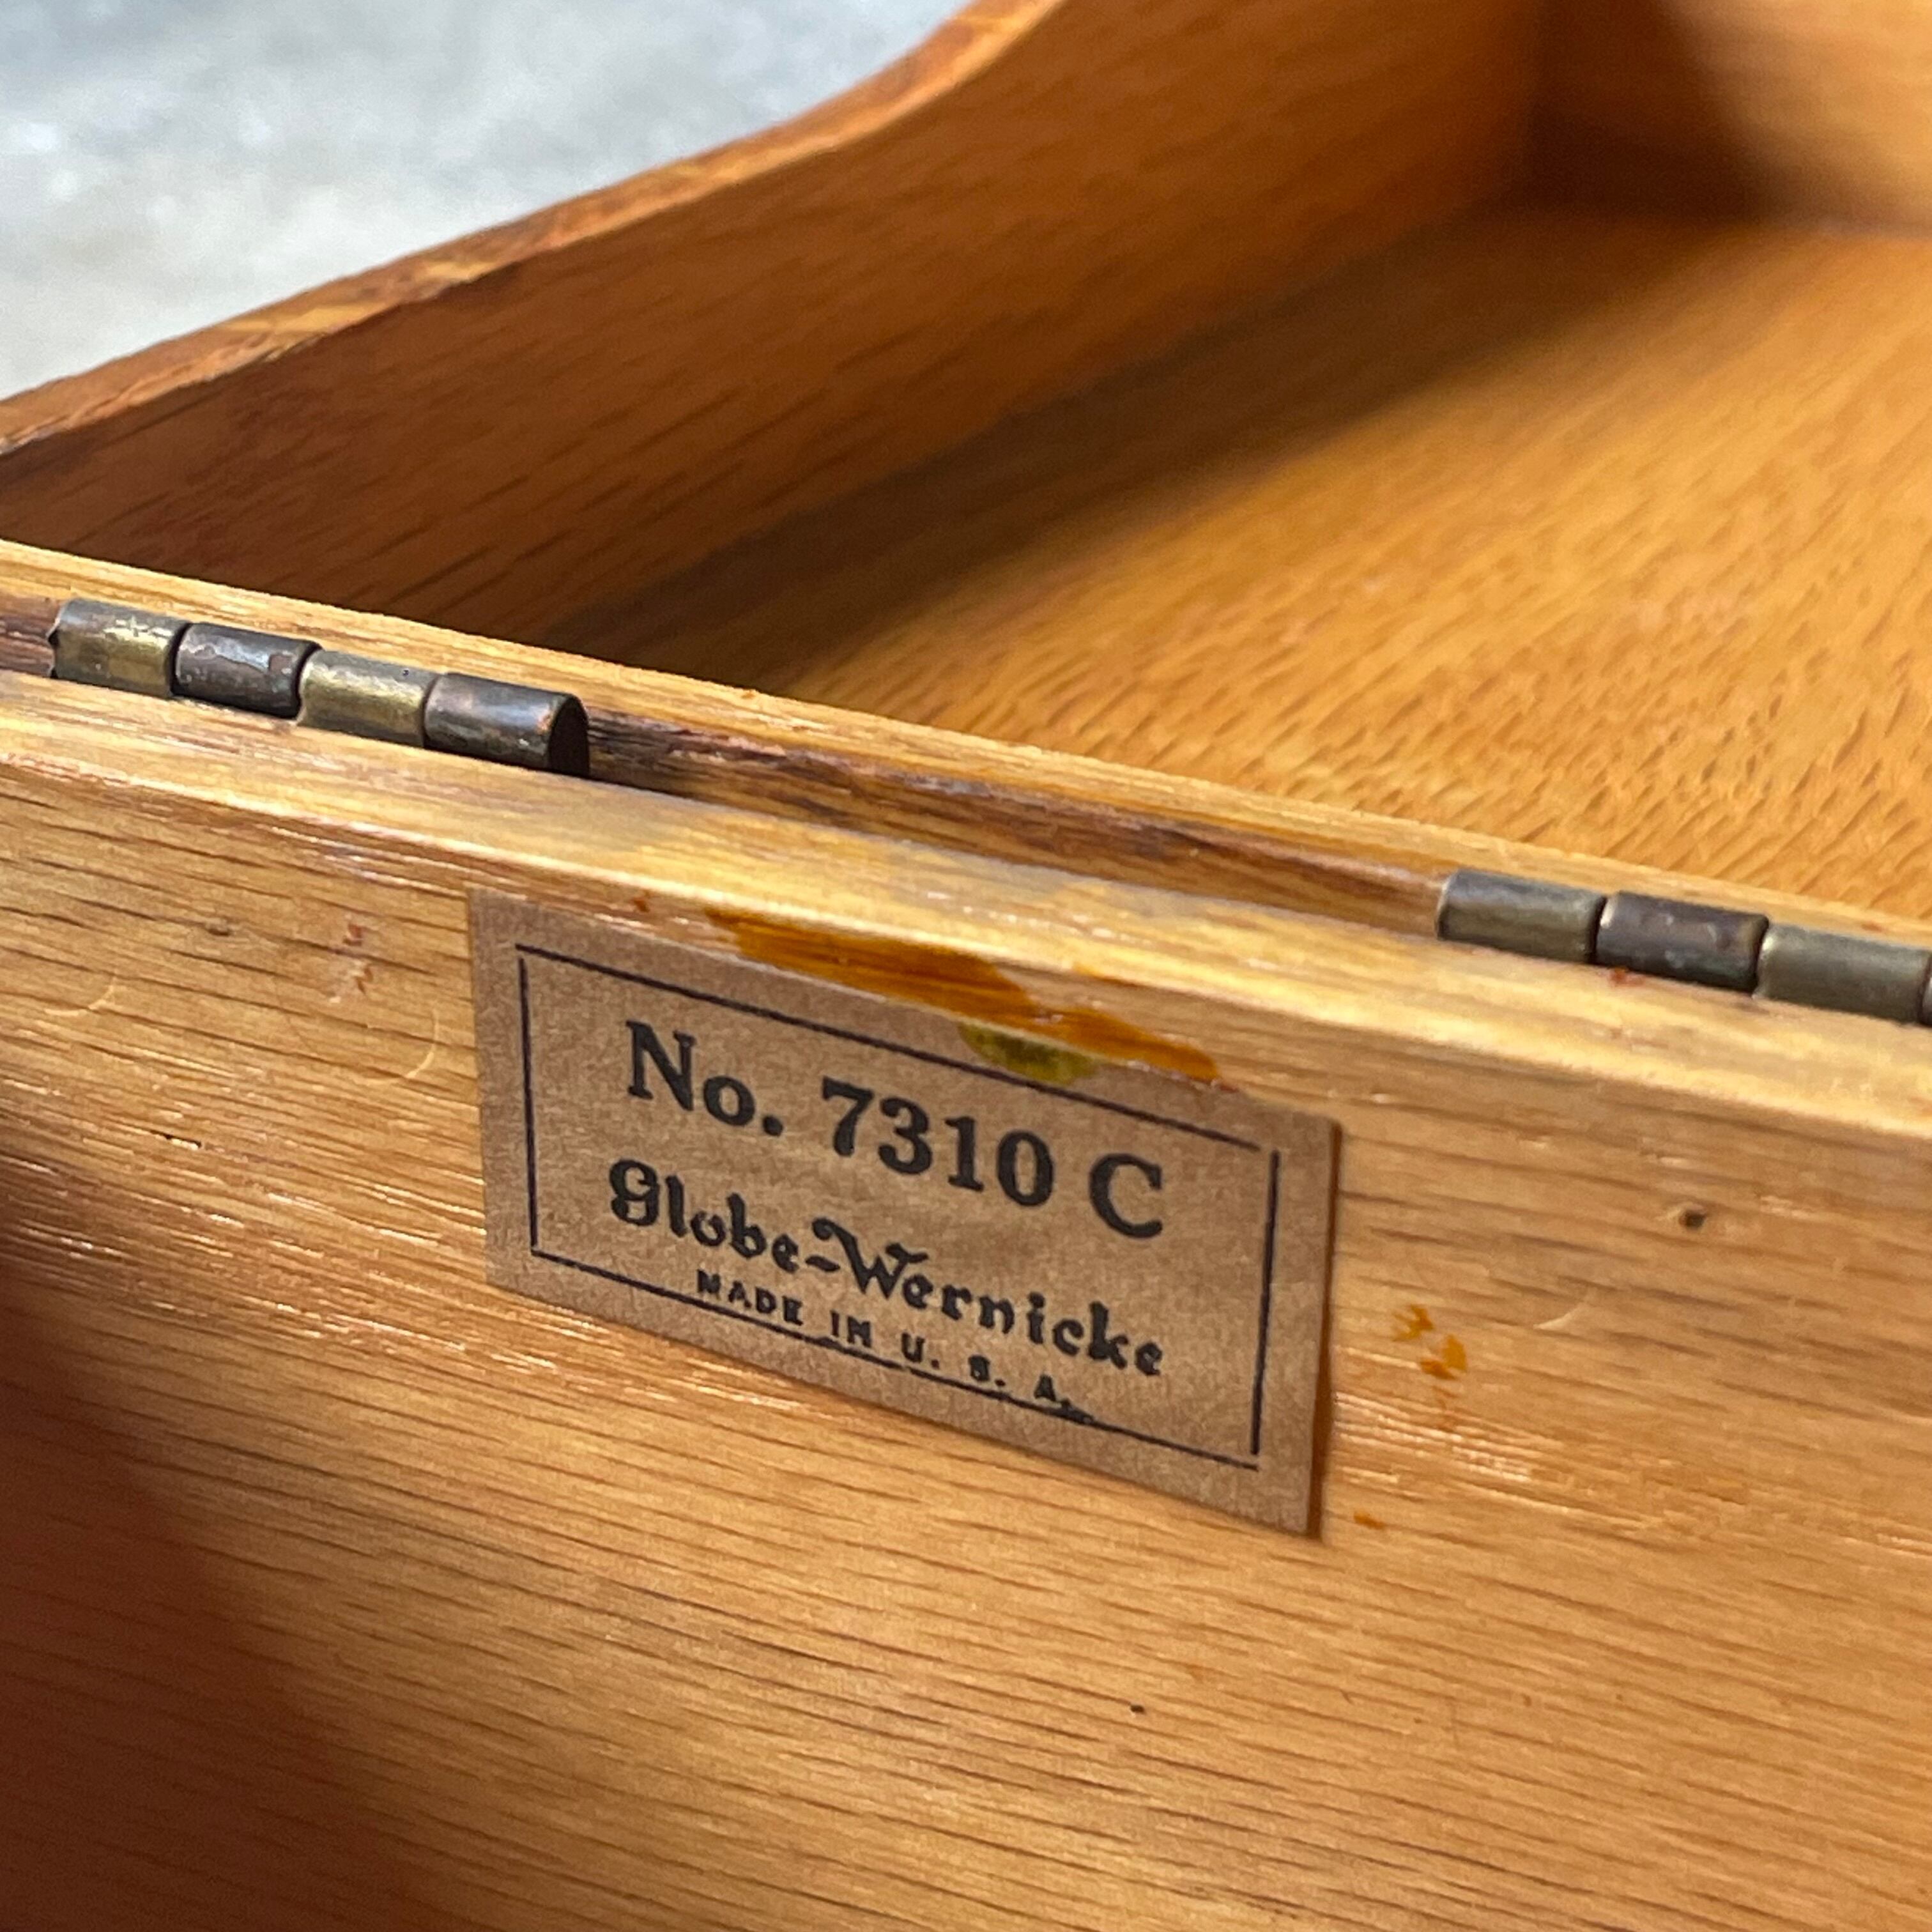 No. 7310 C
Globe-Wernicke
MADE IN U. S. A.